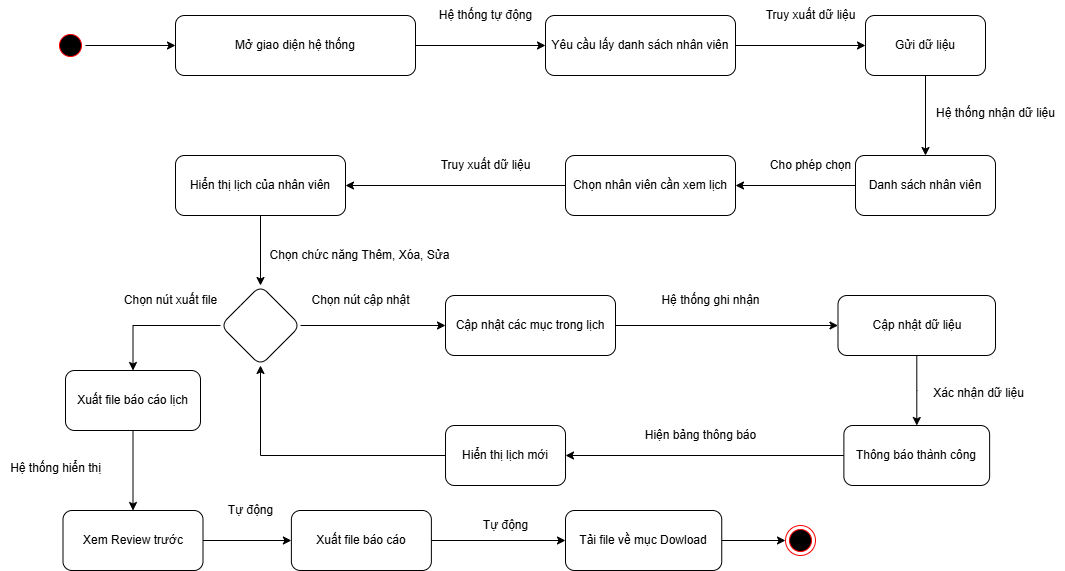 Hệ thống tự động
Truy xuất dữ liệu
Mở giao diện hệ thống
Yêu cầu lấy danh sách nhân viên
Gửi dữ liệu
Hệ thống nhận dữ liệu
Truy xuất dữ liệu
Cho phép chọn
Hiển thị lịch của nhân viên
Chọn nhân viên cần xem lịch
Danh sách nhân viên
Chọn chức năng Thêm, Xóa, Sửa
Chọn nút xuất file
Chọn nút cập nhật
Hệ thống ghi nhận
Cập nhật các mục trong lịch
Cập nhật dữ liệu
Xác nhận dữ liệu
Xuất file báo cáo lịch
Hiện bảng thông báo
Hiển thị lịch mới
Thông báo thành công
Hệ thống hiển thị
Tự động
Tự động
Xem Review trước
Xuất file báo cáo
Tải file về mục Dowload